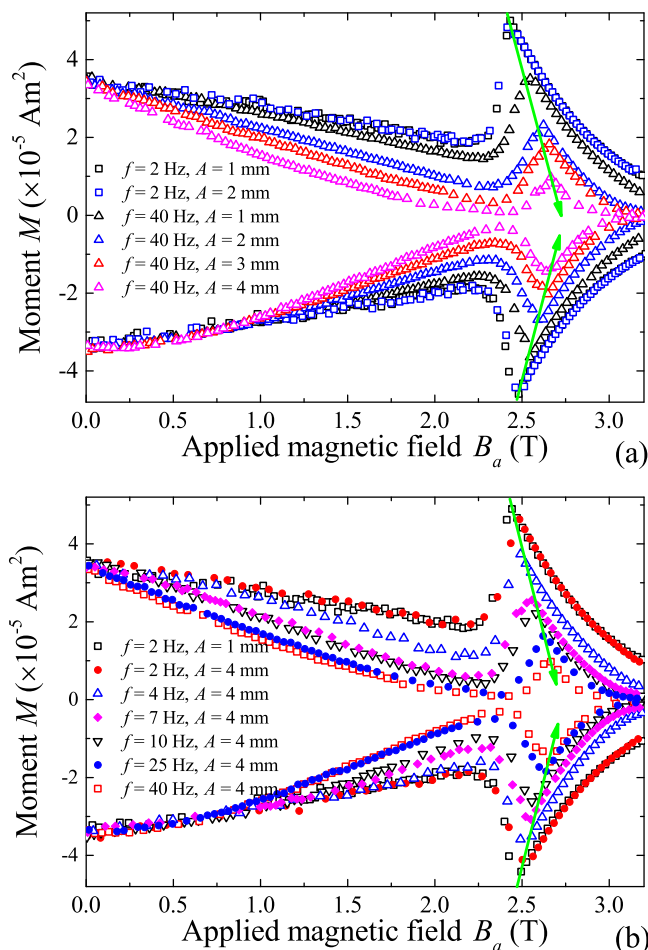 4
2
0
-2
-4
Moment M (×10⁻⁵ Am²)
f = 2 Hz, A = 1 mm
f = 2 Hz, A = 2 mm
f = 40 Hz, A = 1 mm
f = 40 Hz, A = 2 mm
f = 40 Hz, A = 3 mm
f = 40 Hz, A = 4 mm
0.0 0.5 1.0 1.5 2.0 2.5 3.0
Applied magnetic field Bₐ (T)
(a)
4
2
0
-2
-4
Moment M (×10⁻⁵ Am²)
f = 2 Hz, A = 1 mm
f = 2 Hz, A = 4 mm
f = 4 Hz, A = 4 mm
f = 7 Hz, A = 4 mm
f = 10 Hz, A = 4 mm
f = 25 Hz, A = 4 mm
f = 40 Hz, A = 4 mm
0.0 0.5 1.0 1.5 2.0 2.5 3.0
Applied magnetic field Bₐ (T)
(b)